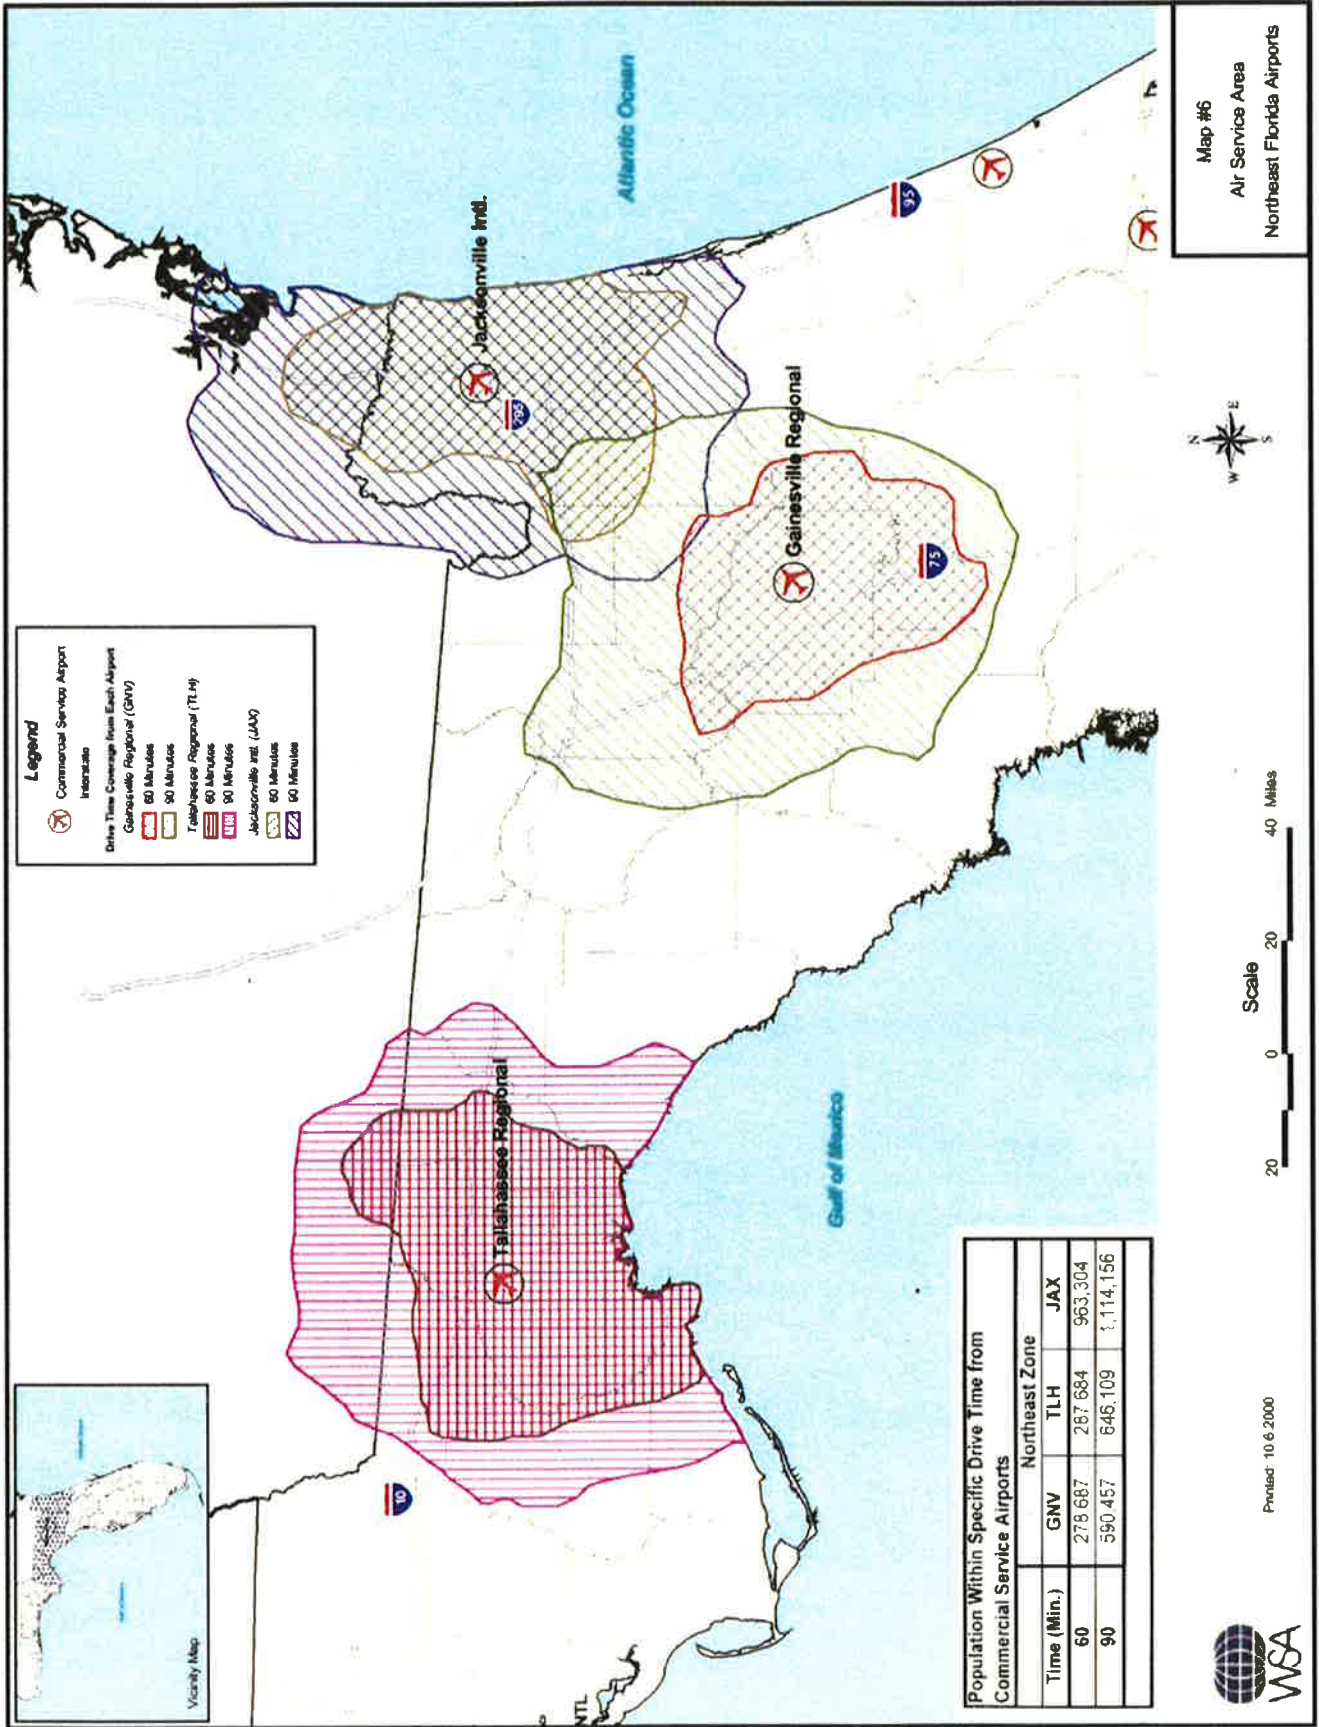 Legend
Commercial Service Airport
Interstate
Drive Time Coverage from Each Airport
Gainesville Regional (GNV)
60 Minutes
90 Minutes
Tallahassee Regional (TLH)
60 Minutes
90 Minutes
Jacksonville Intl. (JAX)
60 Minutes
90 Minutes
Vicinity Map
10
Tallahassee Regional
295
Jacksonville Intl.
Atlantic Ocean
Gainesville Regional
75
95
Gulf of Mexico
NTL
Population Within Specific Drive Time from
Commercial Service Airports
Northeast Zone
Time (Min.) GNV TLH JAX
60 278,687 287,684 963,304
90 590,457 646,109 1,114,156
N
W E
S
Scale
20 0 20 40 Miles
WSA
Printed: 10.6.2000
Map #6
Air Service Area
Northeast Florida Airports